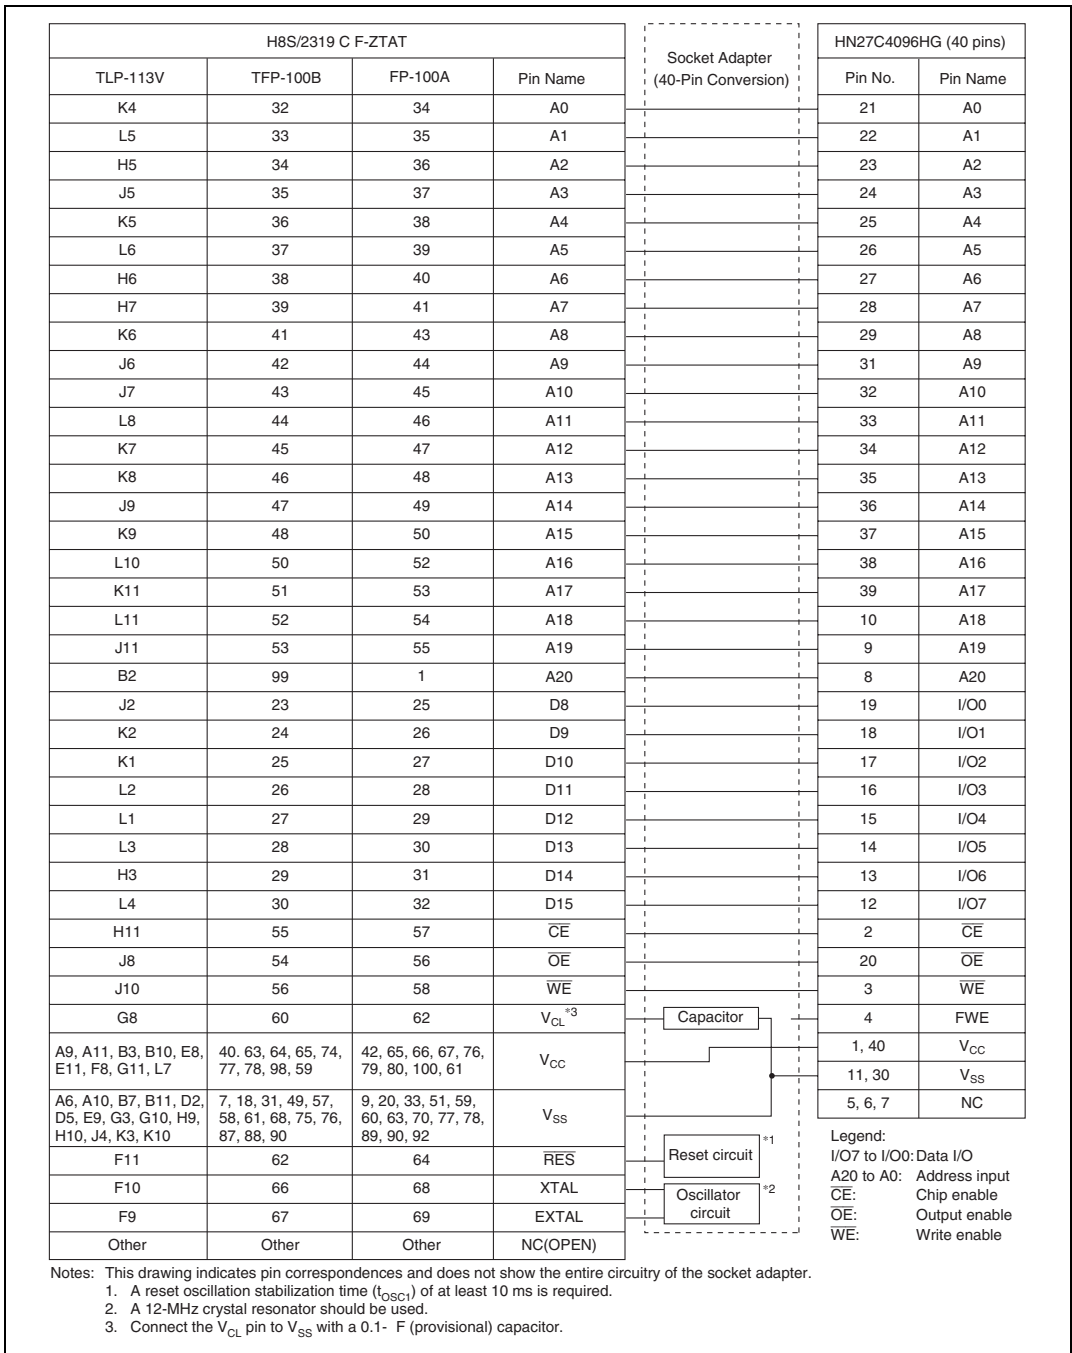 H8S/2319 C F-ZTAT
Socket Adapter
(40-Pin Conversion)
HN27C4096HG (40 pins)
TLP-113V TFP-100B FP-100A Pin Name Pin No. Pin Name
K4 32 34 A0 21 A0
L5 33 35 A1 22 A1
H5 34 36 A2 23 A2
J5 35 37 A3 24 A3
K5 36 38 A4 25 A4
L6 37 39 A5 26 A5
H6 38 40 A6 27 A6
H7 39 41 A7 28 A7
K6 41 43 A8 29 A8
J6 42 44 A9 31 A9
J7 43 45 A10 32 A10
L8 44 46 A11 33 A11
K7 45 47 A12 34 A12
K8 46 48 A13 35 A13
J9 47 49 A14 36 A14
K9 48 50 A15 37 A15
L10 50 52 A16 38 A16
K11 51 53 A17 39 A17
L11 52 54 A18 10 A18
J11 53 55 A19 9 A19
B2 99 1 A20 8 A20
J2 23 25 D8 19 I/O0
K2 24 26 D9 18 I/O1
K1 25 27 D10 17 I/O2
L2 26 28 D11 16 I/O3
L1 27 29 D12 15 I/O4
L3 28 30 D13 14 I/O5
H3 29 31 D14 13 I/O6
L4 30 32 D15 12 I/O7
H11 55 57 C̅E̅ 2 C̅E̅
J8 54 56 O̅E̅ 20 O̅E̅
J10 56 58 W̅E̅ 3 W̅E̅
G8 60 62 VCL*3 Capacitor 4 FWE
A9, A11, B3, B10, E8, E11, F8, G11, L7
40. 63, 64, 65, 74, 77, 78, 98, 59
42, 65, 66, 67, 76, 79, 80, 100, 61
VCC
1, 40 VCC
11, 30 VSS
A6, A10, B7, B11, D2, D5, E9, G3, G10, H9, H10, J4, K3, K10
7, 18, 31, 49, 57, 58, 61, 68, 75, 76, 87, 88, 90
9, 20, 33, 51, 59, 60, 63, 70, 77, 78, 89, 90, 92
VSS
5, 6, 7 NC
F11 62 64 R̅E̅S̅ Reset circuit *1
F10 66 68 XTAL Oscillator circuit *2
F9 67 69 EXTAL
Other Other Other NC(OPEN)
Legend:
I/O7 to I/O0: Data I/O
A20 to A0: Address input
C̅E̅: Chip enable
O̅E̅: Output enable
W̅E̅: Write enable
Notes: This drawing indicates pin correspondences and does not show the entire circuitry of the socket adapter.
1. A reset oscillation stabilization time (tOSC1) of at least 10 ms is required.
2. A 12-MHz crystal resonator should be used.
3. Connect the VCL pin to VSS with a 0.1- F (provisional) capacitor.